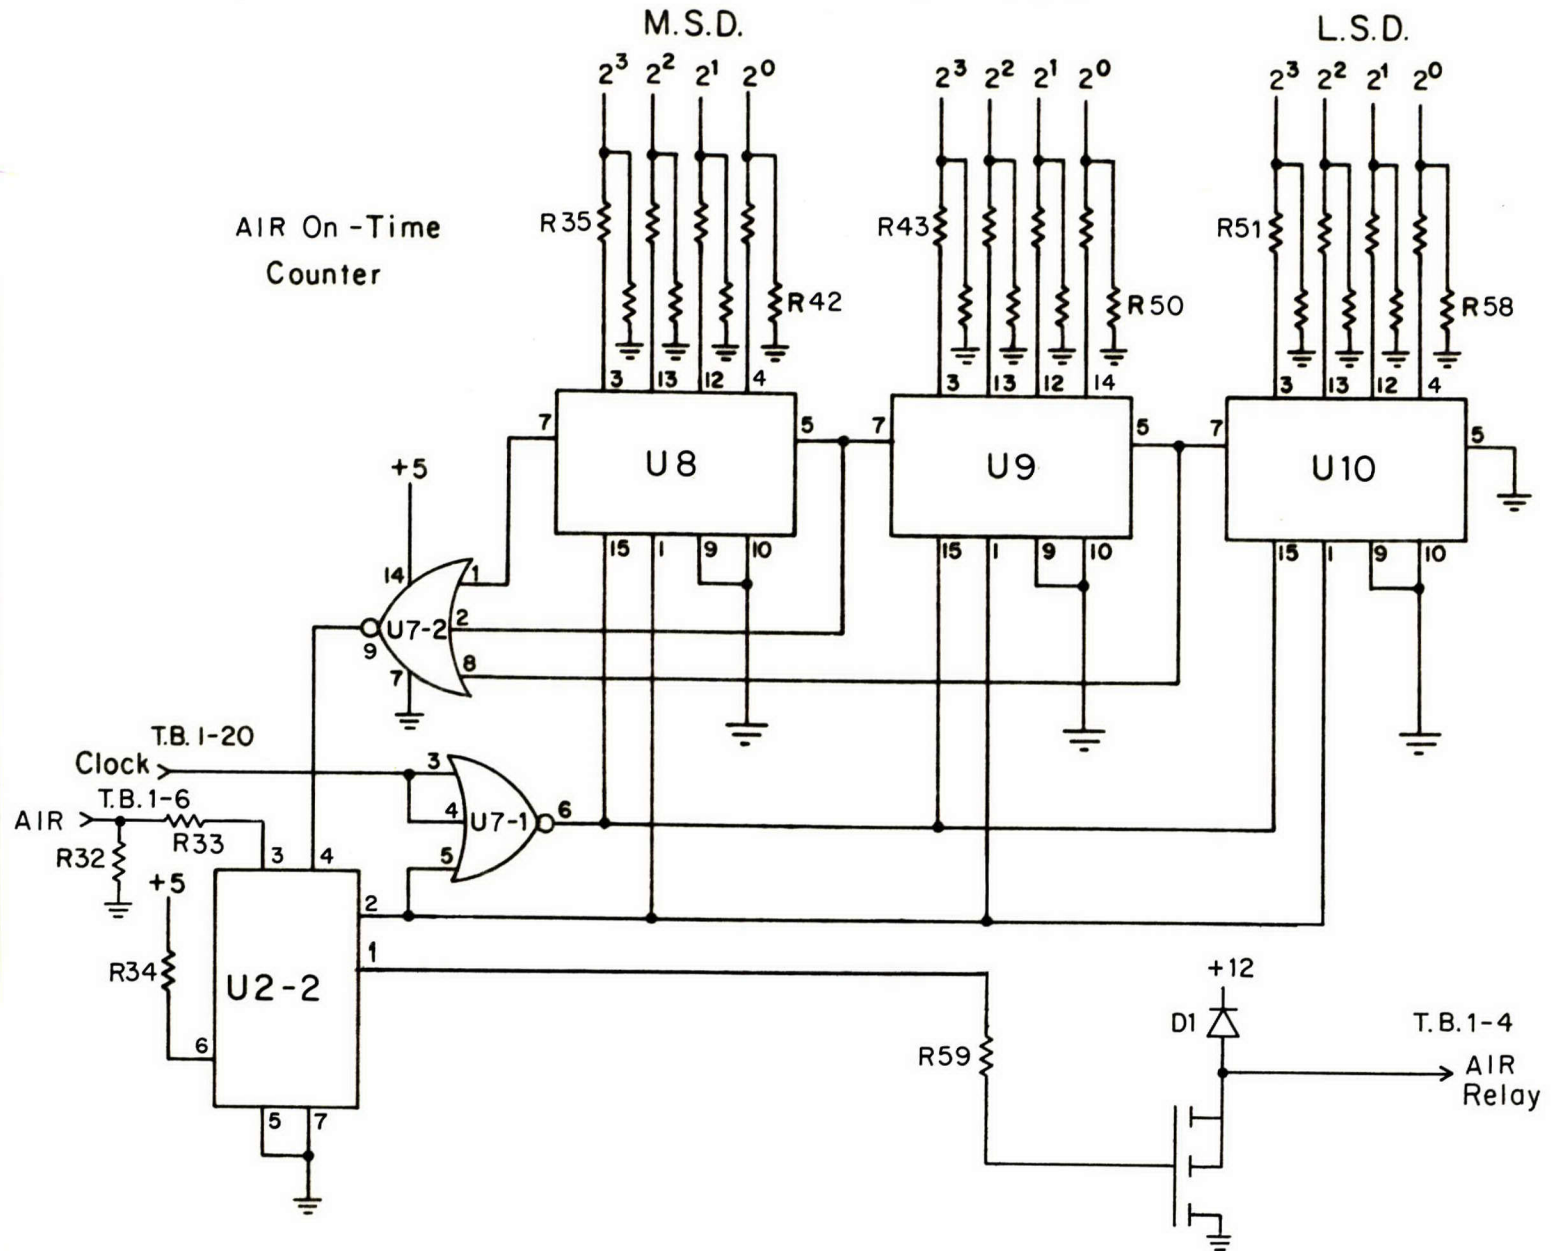 M.S.D.
L.S.D.
2³ 2² 2¹ 2⁰
2³ 2² 2¹ 2⁰
2³ 2² 2¹ 2⁰
AIR On-Time
Counter
R35
R42
R43
R50
R51
R58
3 13 12 4
3 13 12 14
3 13 12 4
7 U8 5
7 U9 5
7 U10 5
15 1 9 10
15 1 9 10
15 1 9 10
+5
14
1
U7-2
2
9
8
7
T.B. 1-20
Clock
3
T.B. 1-6
4
U7-1
6
AIR
R33
R32
5
3 4
+5
2
1
R34
U2-2
6
5 7
R59
+12
D1
T.B. 1-4
AIR
Relay